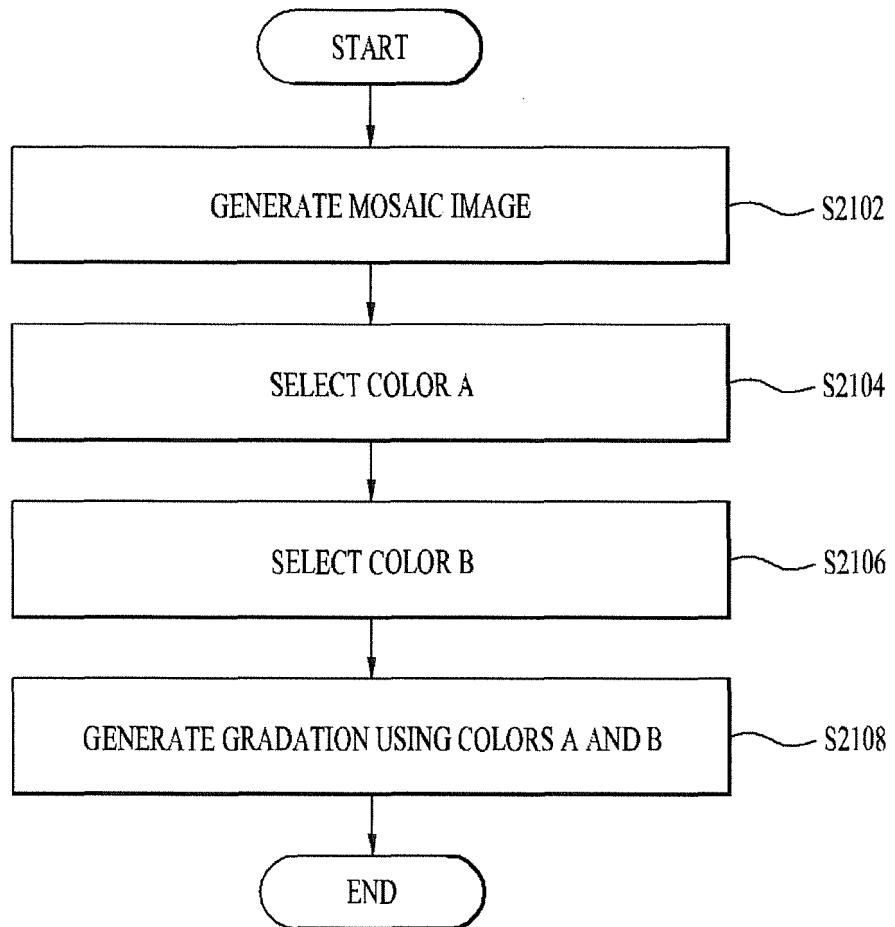 START
GENERATE MOSAIC IMAGE
S2102
SELECT COLOR A
S2104
SELECT COLOR B
S2106
GENERATE GRADATION USING COLORS A AND B
S2108
END